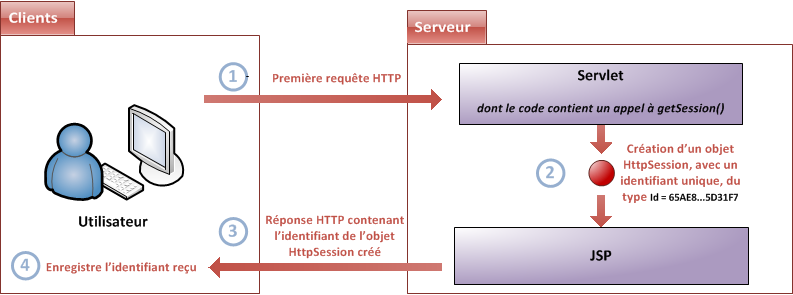 Clients
Serveur
1
Première requête HTTP
Servlet
dont le code contient un appel à getSession()
2
Création d'un objet
HttpSession, avec un
identifiant unique, du
type Id = 65AE8...5D31F7
Utilisateur
3
Réponse HTTP contenant
l'identifiant de l'objet
HttpSession créé
JSP
4
Enregistre l'identifiant reçu